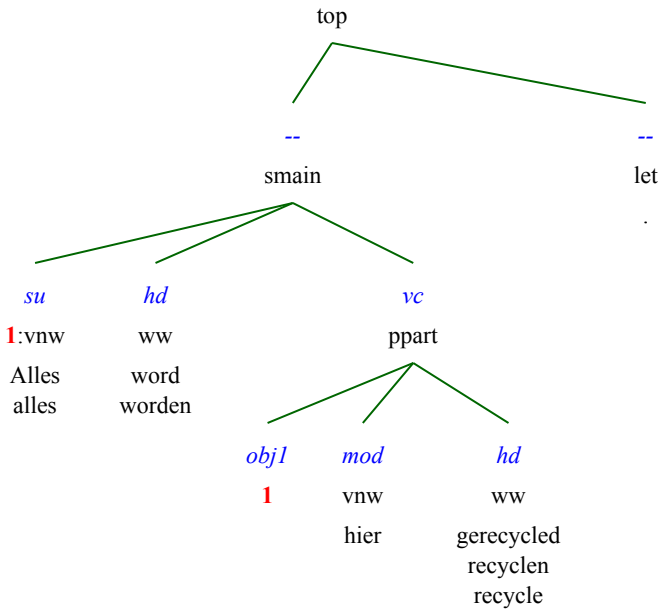 top
-- --
smain let
.
su hd vc
1:vnw ww ppart
Alles word
alles worden
obj1 mod hd
1 vnw ww
hier gerecycled
recyclen
recycle